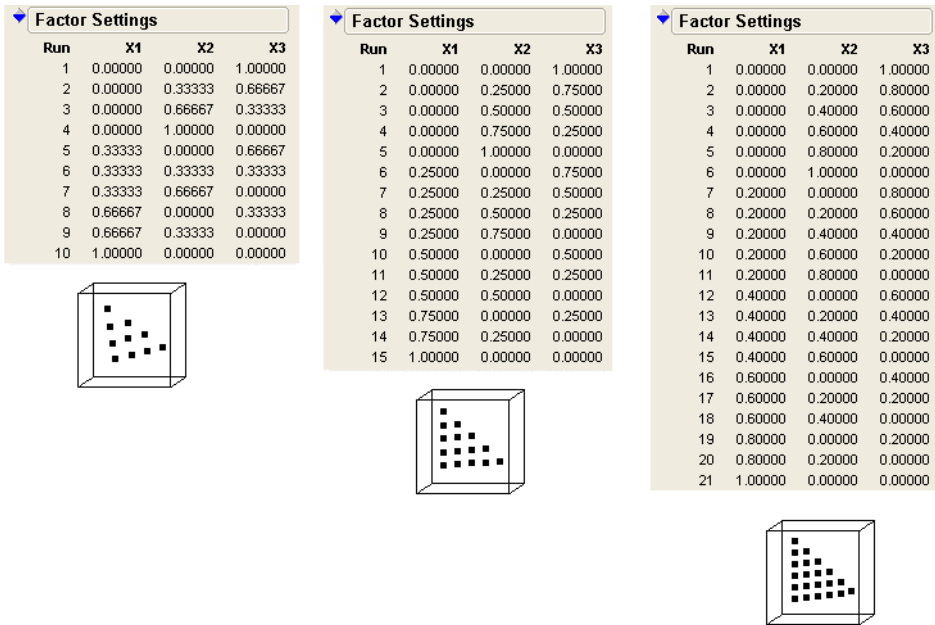 Factor Settings
Run X1 X2 X3
1 0.00000 0.00000 1.00000
2 0.00000 0.33333 0.66667
3 0.00000 0.66667 0.33333
4 0.00000 1.00000 0.00000
5 0.33333 0.00000 0.66667
6 0.33333 0.33333 0.33333
7 0.33333 0.66667 0.00000
8 0.66667 0.00000 0.33333
9 0.66667 0.33333 0.00000
10 1.00000 0.00000 0.00000
Factor Settings
Run X1 X2 X3
1 0.00000 0.00000 1.00000
2 0.00000 0.25000 0.75000
3 0.00000 0.50000 0.50000
4 0.00000 0.75000 0.25000
5 0.00000 1.00000 0.00000
6 0.25000 0.00000 0.75000
7 0.25000 0.25000 0.50000
8 0.25000 0.50000 0.25000
9 0.25000 0.75000 0.00000
10 0.50000 0.00000 0.50000
11 0.50000 0.25000 0.25000
12 0.50000 0.50000 0.00000
13 0.75000 0.00000 0.25000
14 0.75000 0.25000 0.00000
15 1.00000 0.00000 0.00000
Factor Settings
Run X1 X2 X3
1 0.00000 0.00000 1.00000
2 0.00000 0.20000 0.80000
3 0.00000 0.40000 0.60000
4 0.00000 0.60000 0.40000
5 0.00000 0.80000 0.20000
6 0.00000 1.00000 0.00000
7 0.20000 0.00000 0.80000
8 0.20000 0.20000 0.60000
9 0.20000 0.40000 0.40000
10 0.20000 0.60000 0.20000
11 0.20000 0.80000 0.00000
12 0.40000 0.00000 0.60000
13 0.40000 0.20000 0.40000
14 0.40000 0.40000 0.20000
15 0.40000 0.60000 0.00000
16 0.60000 0.00000 0.40000
17 0.60000 0.20000 0.20000
18 0.60000 0.40000 0.00000
19 0.80000 0.00000 0.20000
20 0.80000 0.20000 0.00000
21 1.00000 0.00000 0.00000